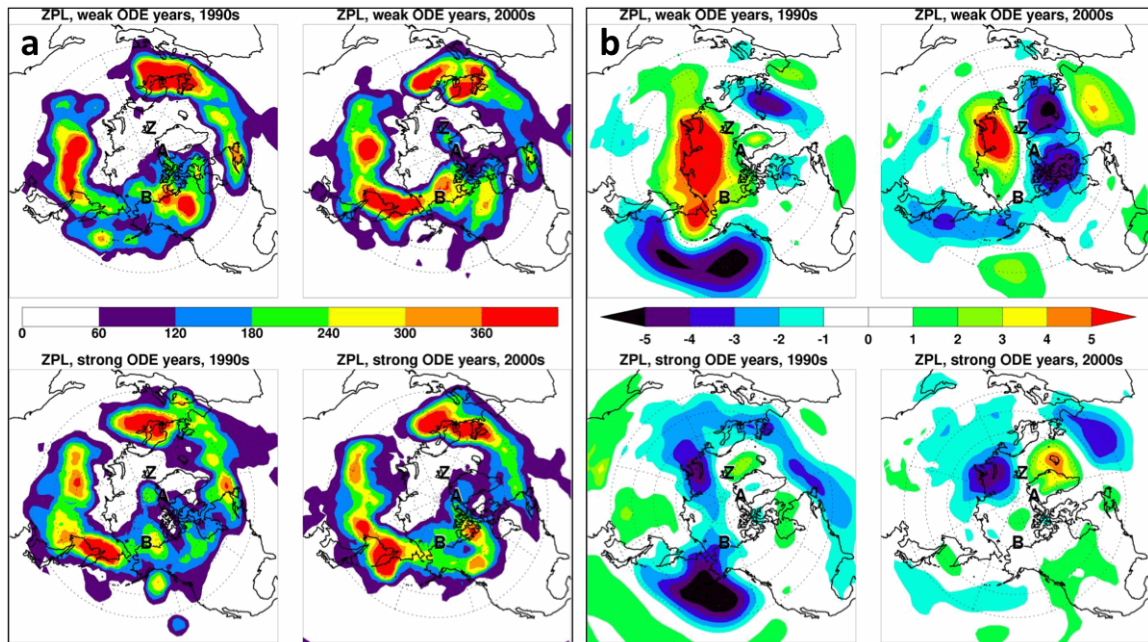 a
ZPL, weak ODE years, 1990s
ZPL, weak ODE years, 2000s
Z
A
B
Z
A
B
0 60 120 180 240 300 360
ZPL, strong ODE years, 1990s
ZPL, strong ODE years, 2000s
Z
A
B
Z
A
B
b
ZPL, weak ODE years, 1990s
ZPL, weak ODE years, 2000s
Z
A
B
Z
A
B
-5 -4 -3 -2 -1 0 1 2 3 4 5
ZPL, strong ODE years, 1990s
ZPL, strong ODE years, 2000s
Z
A
B
Z
A
B